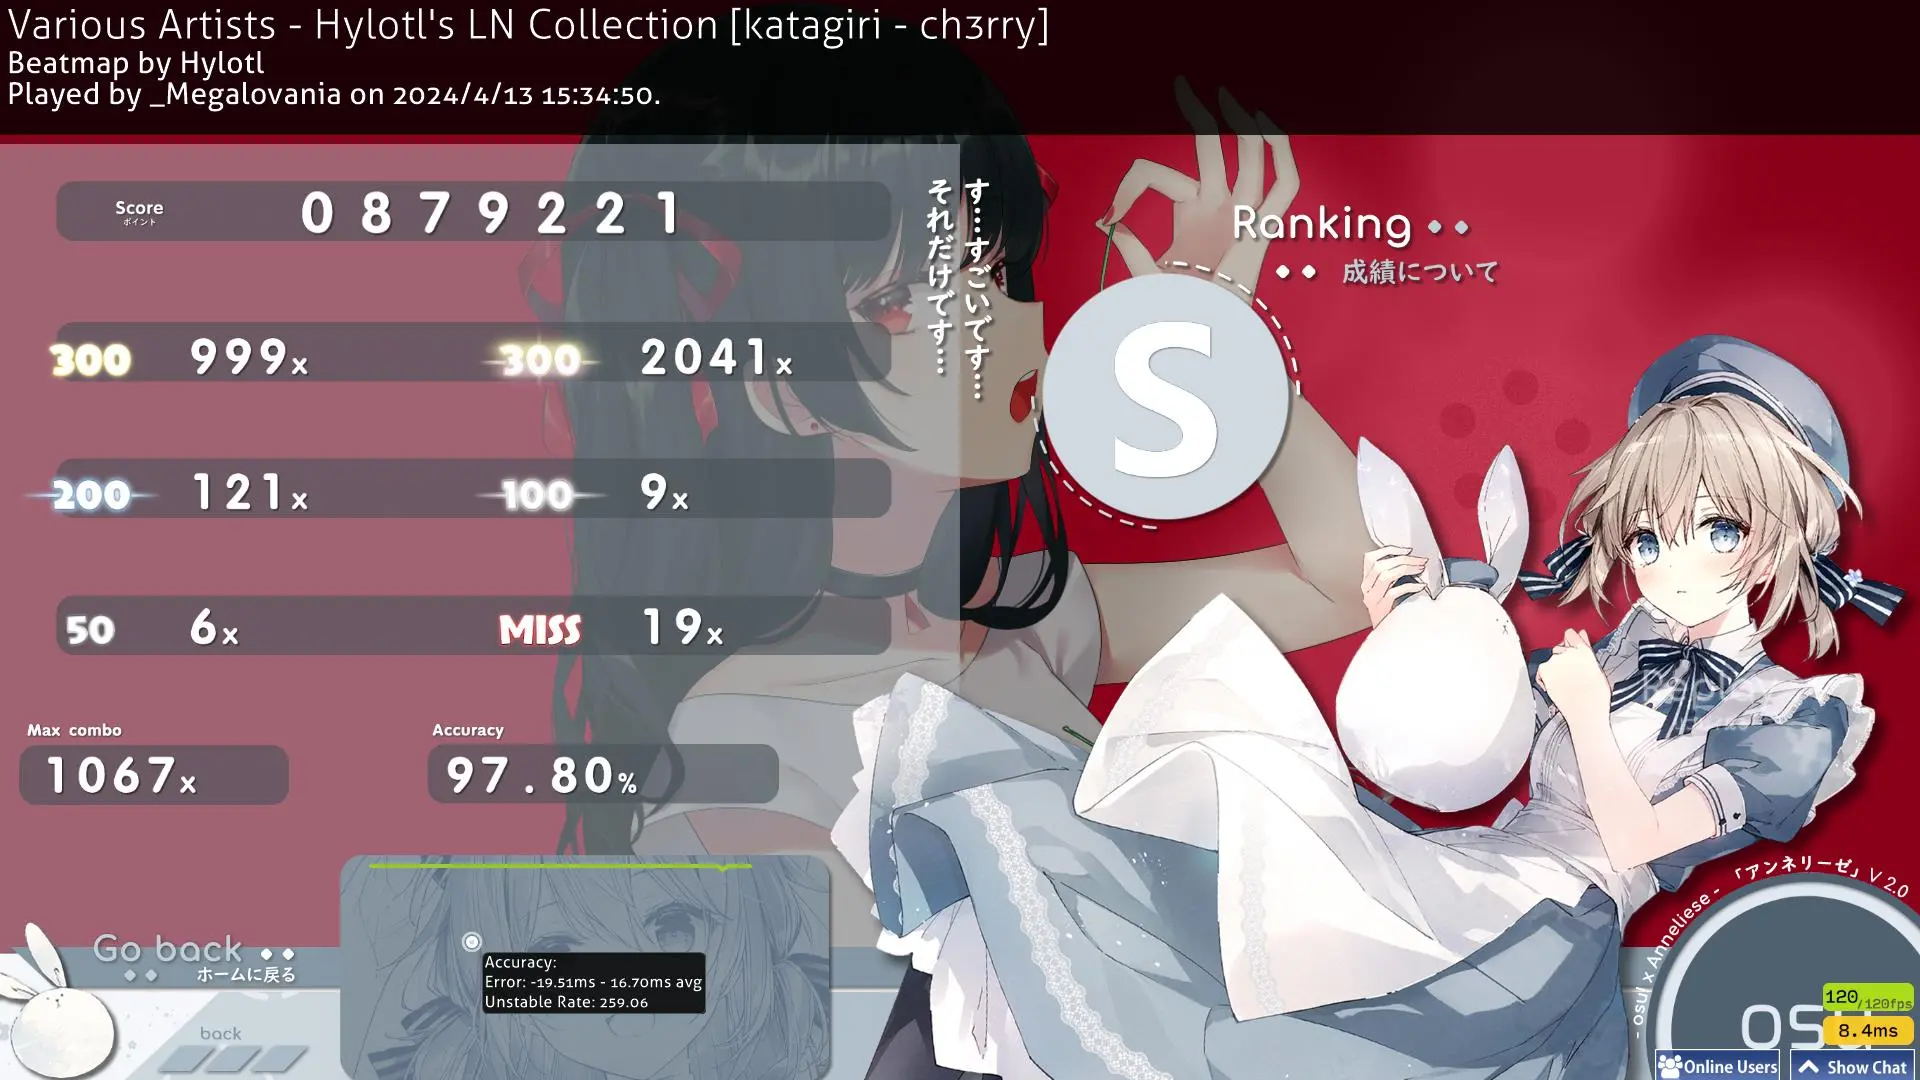 Various Artists - Hylotl's LN Collection [katagiri - ch3rry]
Beatmap by Hylotl
Played by _Megalovania on 2024/4/13 15:34:50.
Score
ポイント
0879221
す…すごいです…
それだけです…
Ranking
成績について
S
300 999x 300 2041x
200 121x 100 9x
50 6x MISS 19x
Max combo
1067x
Accuracy
97.80%
Go back
ホームに戻る
back
Accuracy:
Error: -19.51ms - 16.70ms avg
Unstable Rate: 259.06
- osu! x Anneliese - 「アンネリーゼ」 V 2.0
120/120fps
8.4ms
Online Users
Show Chat